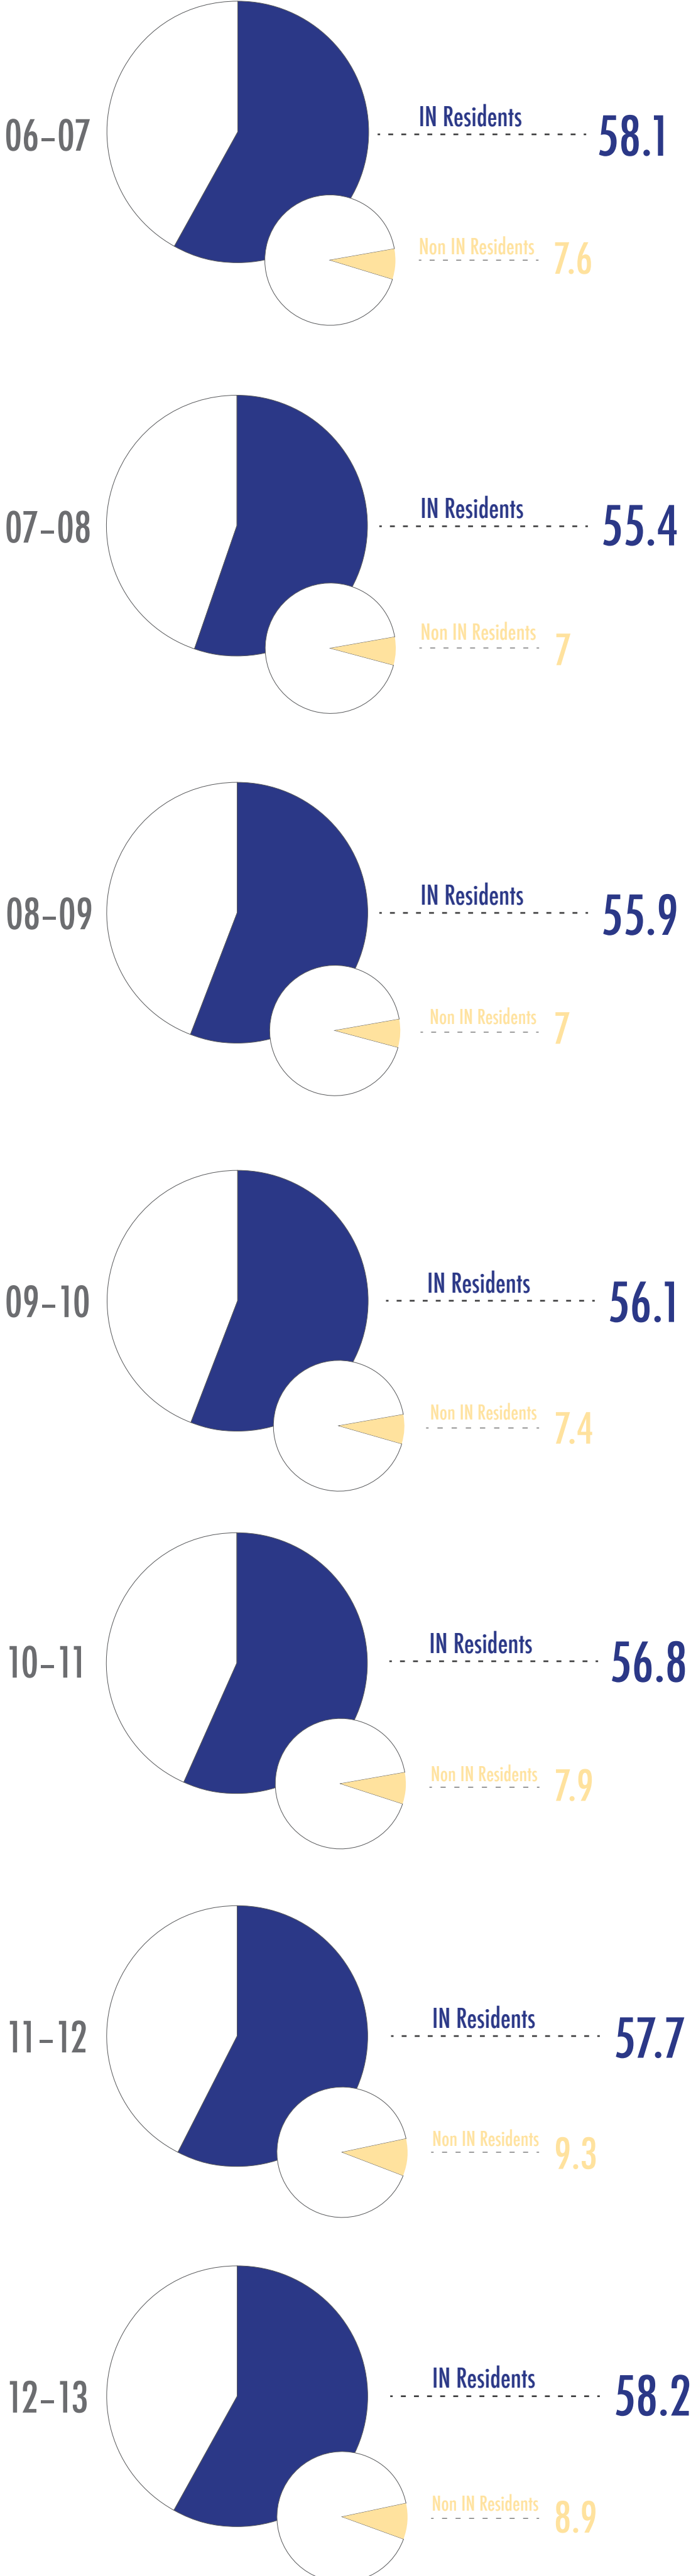 06–07
IN Residents
58.1
Non IN Residents
7.6
07–08
IN Residents
55.4
Non IN Residents
7
08–09
IN Residents
55.9
Non IN Residents
7
09–10
IN Residents
56.1
Non IN Residents
7.4
10–11
IN Residents
56.8
Non IN Residents
7.9
11–12
IN Residents
57.7
Non IN Residents
9.3
12–13
IN Residents
58.2
Non IN Residents
8.9